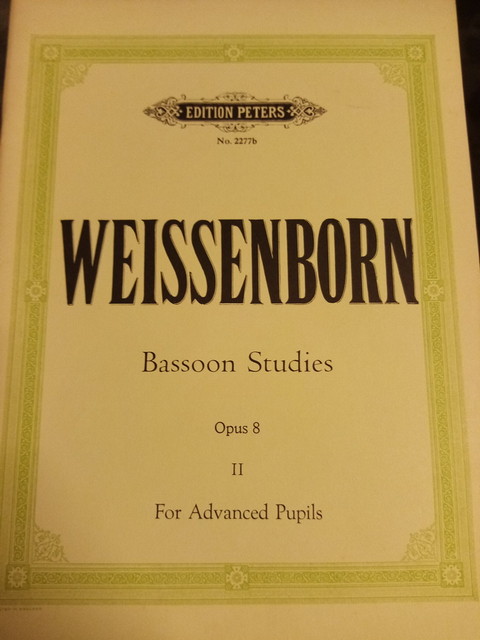 EDITION PETERS
No. 2277b
WEISSENBORN
Bassoon Studies
Opus 8
II
For Advanced Pupils